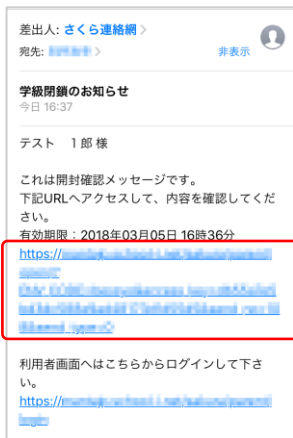 差出人: さくら連絡網
宛先: 非表示
学級閉鎖のお知らせ
今日 16:37
テスト 1郎 様
これは開封確認メッセージです。
下記URLへアクセスして、内容を確認してくだ
さい。
有効期限：2018年03月05日 16時36分
https://
利用者画面へはこちらからログインして下さ
い。
https://